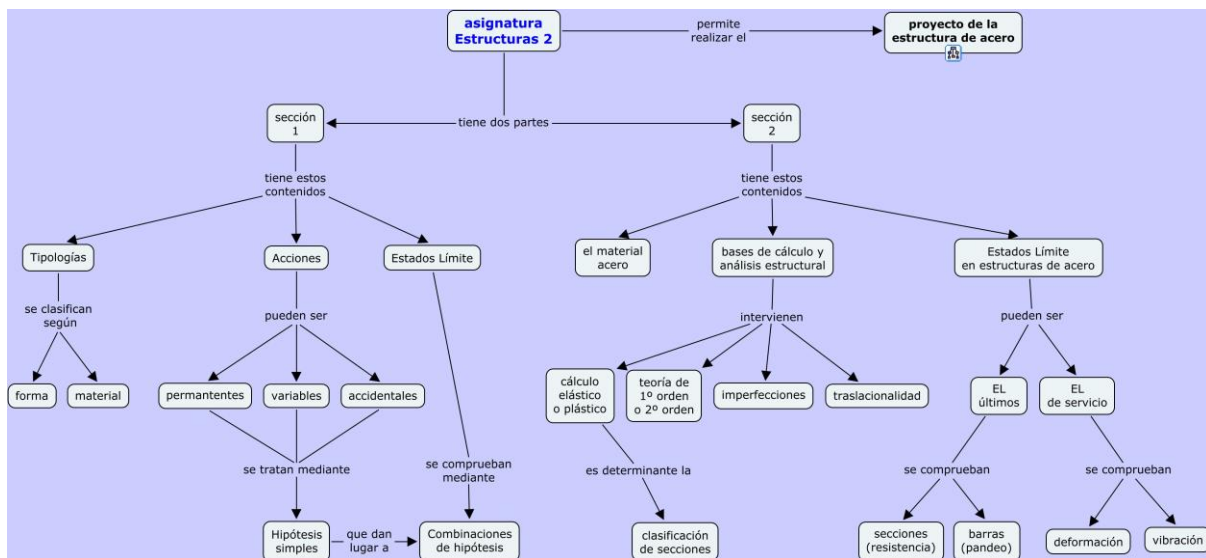 asignatura
Estructuras 2
permite
realizar el
proyecto de la
estructura de acero
sección
1
tiene dos partes
sección
2
tiene estos
contenidos
tiene estos
contenidos
Tipologías
Acciones
Estados Límite
el material
acero
bases de cálculo y
análisis estructural
Estados Límite
en estructuras de acero
se clasifican
según
pueden ser
intervienen
pueden ser
forma
material
permantentes
variables
accidentales
cálculo
elástico
o plástico
teoría de
1º orden
o 2º orden
imperfecciones
traslacionalidad
EL
últimos
EL
de servicio
se tratan mediante
se comprueban
mediante
es determinante la
se comprueban
se comprueban
Hipótesis
simples
que dan
lugar a
Combinaciones
de hipótesis
clasificación
de secciones
secciones
(resistencia)
barras
(pandeo)
deformación
vibración